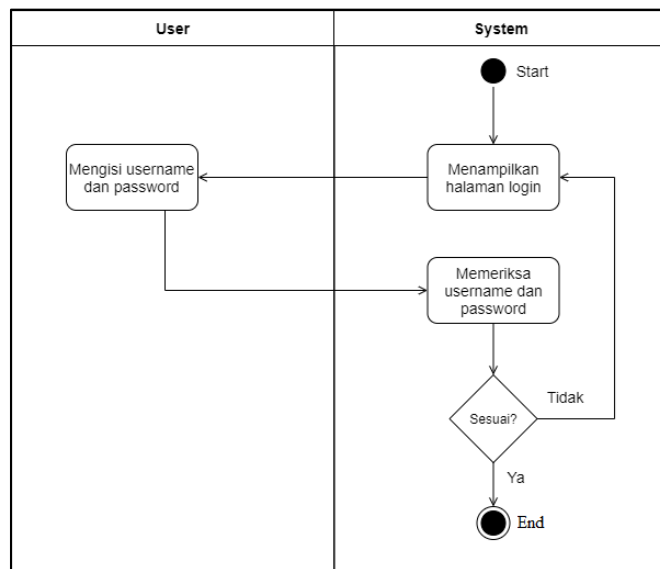 User
System
Start
Mengisi username
dan password
Menampilkan
halaman login
Memeriksa
username dan
password
Sesuai?
Tidak
Ya
End